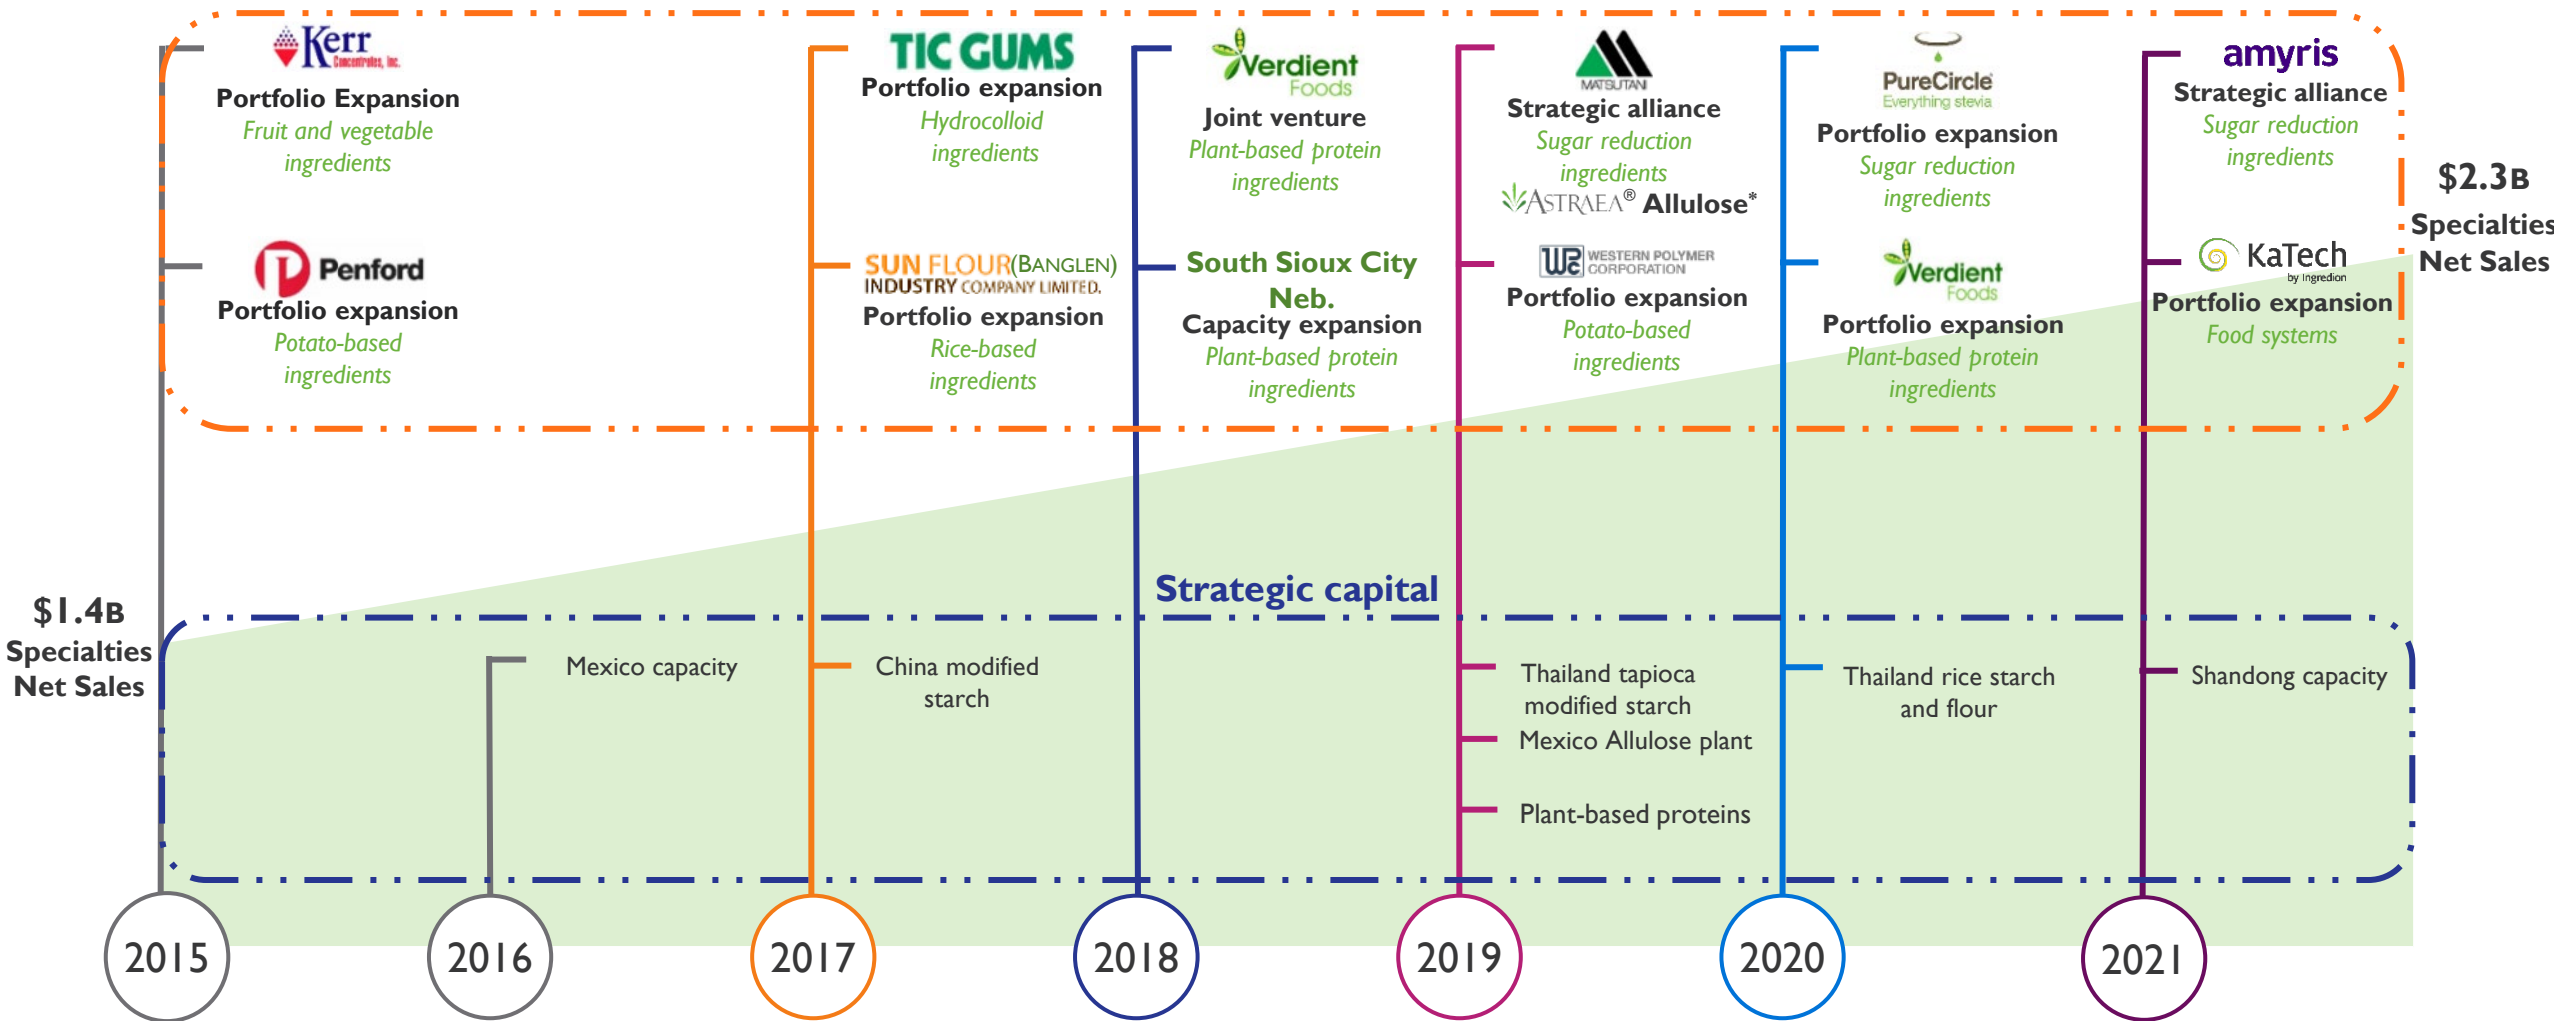 Kerr
Concentrates, Inc.
Portfolio Expansion
Fruit and vegetable
ingredients
Penford
Portfolio expansion
Potato-based
ingredients
TIC GUMS
Portfolio expansion
Hydrocolloid
ingredients
SUN FLOUR (BANGLEN)
INDUSTRY COMPANY LIMITED.
Portfolio expansion
Rice-based
ingredients
Verdient
Foods
Joint venture
Plant-based protein
ingredients
South Sioux City
Neb.
Capacity expansion
Plant-based protein
ingredients
MATSUTANI
Strategic alliance
Sugar reduction
ingredients
ASTRAEA® Allulose*
WESTERN POLYMER
CORPORATION
Portfolio expansion
Potato-based
ingredients
PureCircle
Everything stevia
Portfolio expansion
Sugar reduction
ingredients
Verdient
Foods
Portfolio expansion
Plant-based protein
ingredients
amyris
Strategic alliance
Sugar reduction
ingredients
KaTech
by Ingredion
Portfolio expansion
Food systems
$2.3B
Specialties
Net Sales
$1.4B
Specialties
Net Sales
Strategic capital
Mexico capacity
China modified
starch
Thailand tapioca
modified starch
Mexico Allulose plant
Plant-based proteins
Thailand rice starch
and flour
Shandong capacity
2015
2016
2017
2018
2019
2020
2021